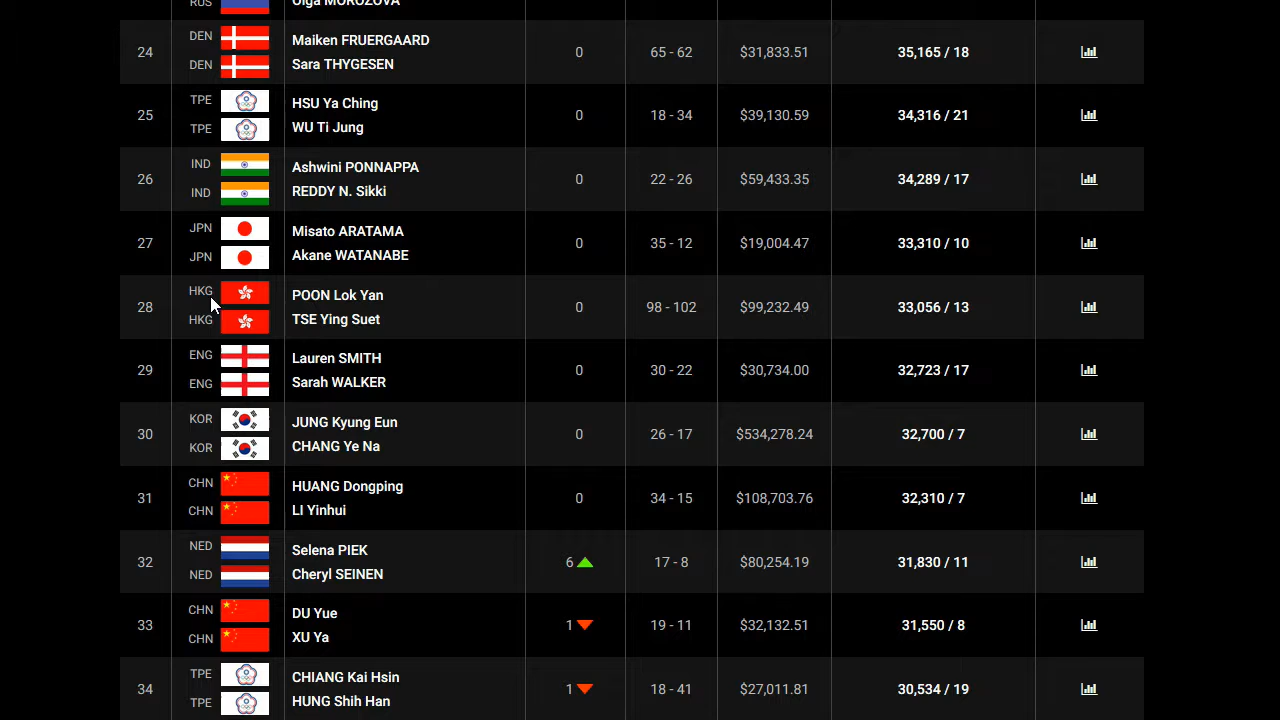 RUS Olga MOROZOVA
24 DEN Maiken FRUERGAARD 0 65 - 62 $31,833.51 35,165 / 18
DEN Sara THYGESEN
25 TPE HSU Ya Ching 0 18 - 34 $39,130.59 34,316 / 21
TPE WU Ti Jung
26 IND Ashwini PONNAPPA 0 22 - 26 $59,433.35 34,289 / 17
IND REDDY N. Sikki
27 JPN Misato ARATAMA 0 35 - 12 $19,004.47 33,310 / 10
JPN Akane WATANABE
28 HKG POON Lok Yan 0 98 - 102 $99,232.49 33,056 / 13
HKG TSE Ying Suet
29 ENG Lauren SMITH 0 30 - 22 $30,734.00 32,723 / 17
ENG Sarah WALKER
30 KOR JUNG Kyung Eun 0 26 - 17 $534,278.24 32,700 / 7
KOR CHANG Ye Na
31 CHN HUANG Dongping 0 34 - 15 $108,703.76 32,310 / 7
CHN LI Yinhui
32 NED Selena PIEK 6 17 - 8 $80,254.19 31,830 / 11
NED Cheryl SEINEN
33 CHN DU Yue 1 19 - 11 $32,132.51 31,550 / 8
CHN XU Ya
34 TPE CHIANG Kai Hsin 1 18 - 41 $27,011.81 30,534 / 19
TPE HUNG Shih Han